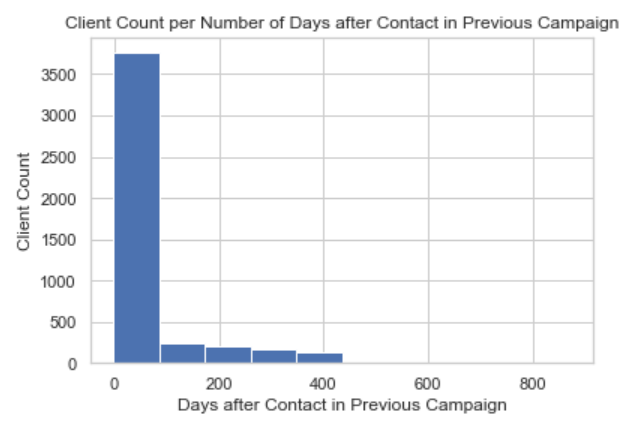 Client Count per Number of Days after Contact in Previous Campaign
3500
3000
2500
2000
1500
1000
500
0
Client Count
0 200 400 600 800
Days after Contact in Previous Campaign